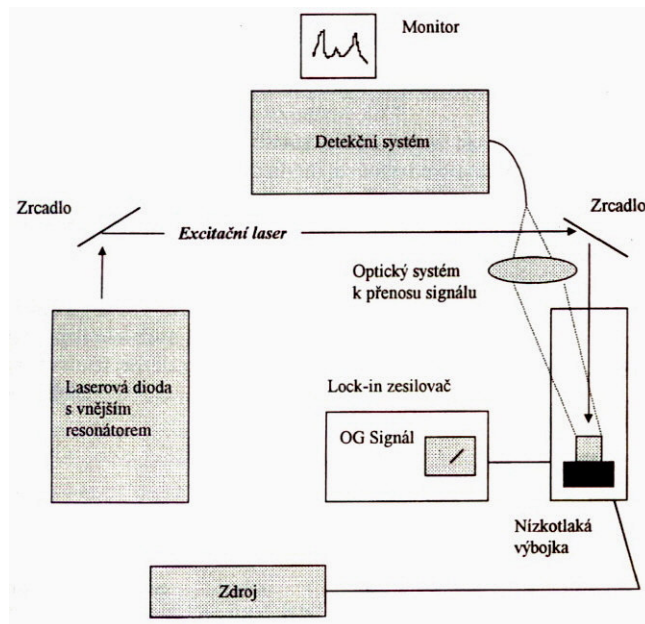 Monitor
Detekční systém
Zrcadlo
Zrcadlo
Excitační laser
Optický systém
k přenosu signálu
Laserová dioda
s vnějším
resonátorem
Lock-in zesilovač
OG Signál
Nízkotlaká
výbojka
Zdroj